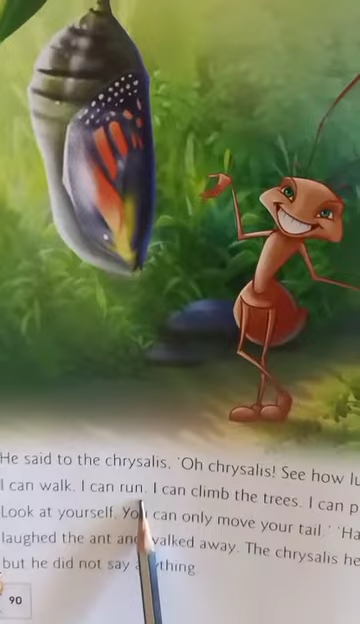 He said to the chrysalis, 'Oh chrysalis! See how
I can walk. I can run. I can climb the trees. I can
Look at yourself. You can only move your tail.' 'Ha
laughed the ant and walked away. The chrysalis
but he did not say anything.
90